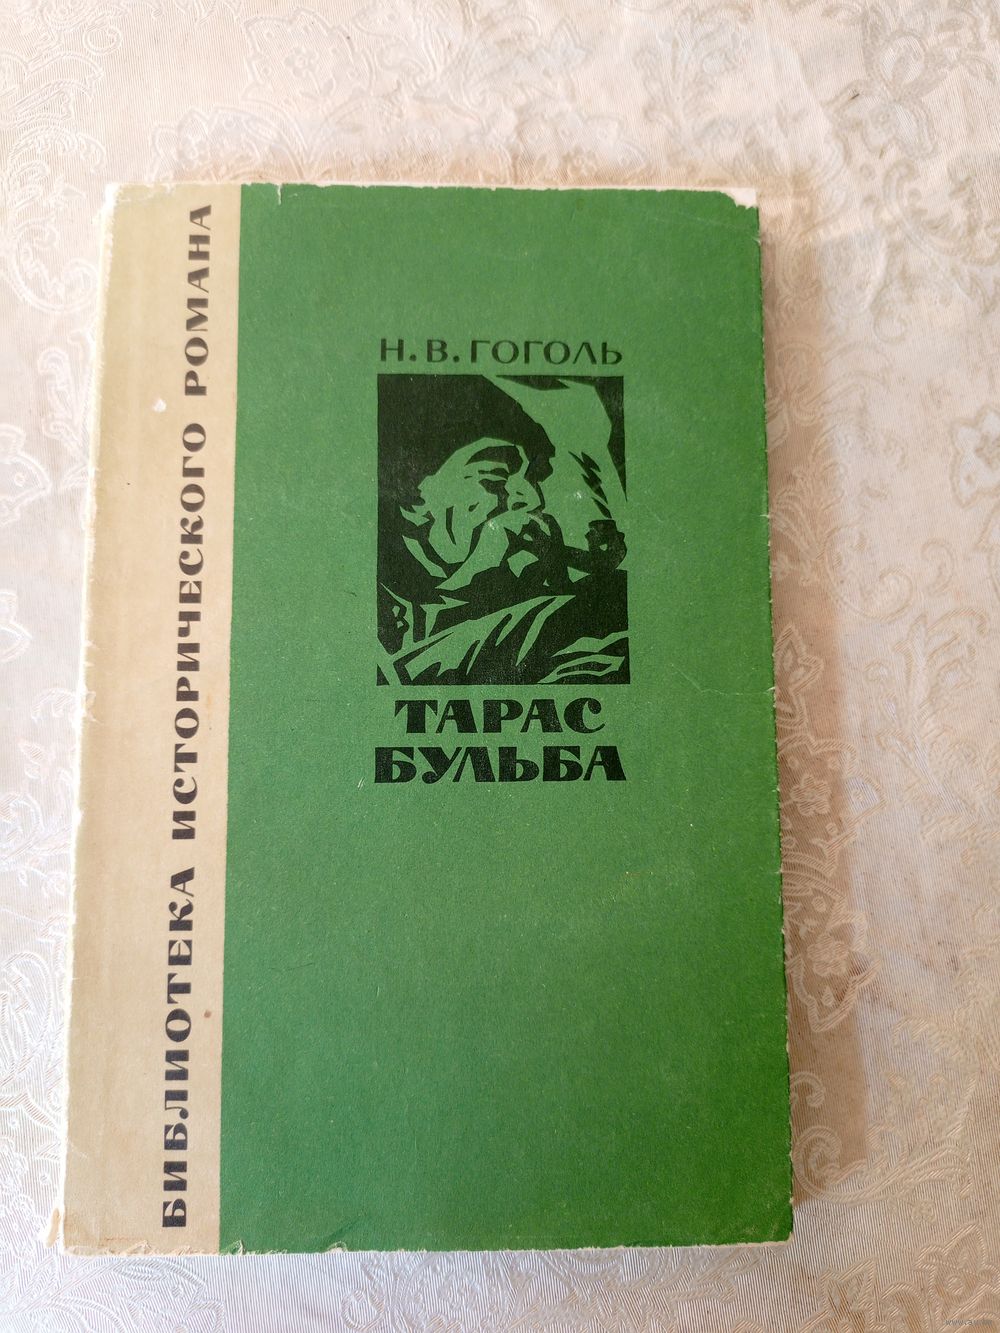 БИБЛИОТЕКА ИСТОРИЧЕСКОГО РОМАНА
Н. В. ГОГОЛЬ
ТАРАС
БУЛЬБА